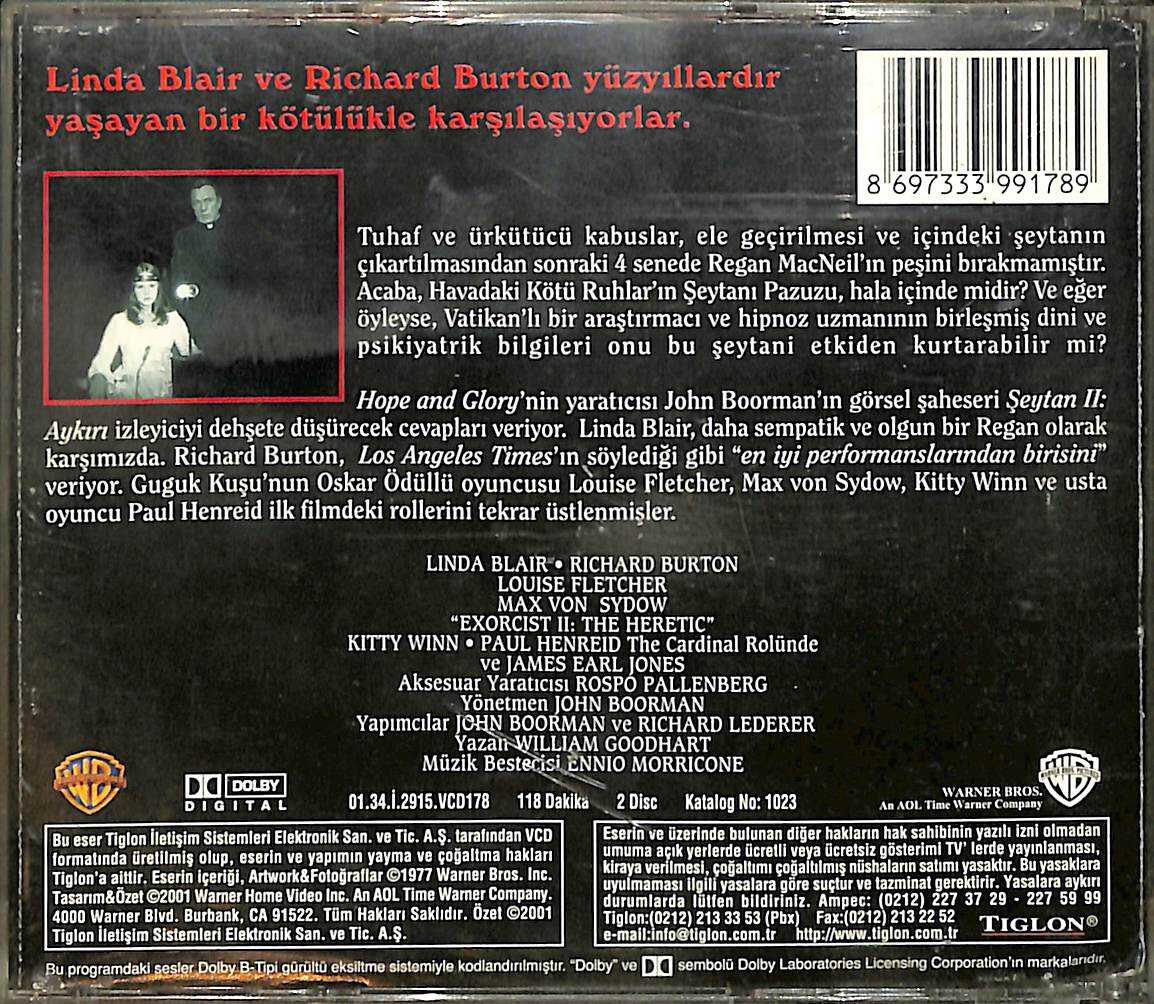 Linda Blair ve Richard Burton yüzyıllardır
yaşayan bir kötülükle karşılaşıyorlar.
8 697333 991789
Tuhaf ve ürkütücü kabuslar, ele geçirilmesi ve içindeki şeytanın
çıkartılmasından sonraki 4 senede Regan MacNeil'ın peşini bırakmamıştır.
Acaba, Havadaki Kötü Ruhlar'ın Şeytanı Pazuzu, hala içinde midir? Ve eğer
öyleyse, Vatikan'lı bir araştırmacı ve hipnoz uzmanının birleşmiş dini ve
psikiyatrik bilgileri onu bu şeytani etkiden kurtarabilir mi?
Hope and Glory'nin yaratıcısı John Boorman'ın görsel şaheseri Şeytan II:
Aykırı izleyiciyi dehşete düşürecek cevapları veriyor. Linda Blair, daha sempatik ve olgun bir Regan olarak
karşımızda. Richard Burton, Los Angeles Times'ın söylediği gibi "en iyi performanslarından birisini"
veriyor. Guguk Kuşu'nun Oskar Ödüllü oyuncusu Louise Fletcher, Max von Sydow, Kitty Winn ve usta
oyuncu Paul Henreid ilk filmdeki rollerini tekrar üstlenmişler.
LINDA BLAIR • RICHARD BURTON
LOUISE FLETCHER
MAX VON SYDOW
"EXORCIST II: THE HERETIC"
KITTY WINN • PAUL HENREID The Cardinal Rolünde
ve JAMES EARL JONES
Aksesuar Yaratıcısı ROSPO PALLENBERG
Yönetmen JOHN BOORMAN
Yapımcılar JOHN BOORMAN ve RICHARD LEDERER
Yazan WILLIAM GOODHART
Müzik Bestecisi ENNIO MORRICONE
DOLBY
DIGITAL
01.34.İ.2915.VCD178 118 Dakika 2 Disc Katalog No: 1023
WARNER BROS.
An AOL Time Warner Company
Bu eser Tiglon İletişim Sistemleri Elektronik San. ve Tic. A.Ş. tarafından VCD
formatında üretilmiş olup, eserin ve yapımın yayma ve çoğaltma hakları
Tiglon'a aittir. Eserin içeriği, Artwork&Fotoğraflar ©1977 Warner Bros. Inc.
Tasarım&Özet ©2001 Warner Home Video Inc. An AOL Time Warner Company.
4000 Warner Blvd. Burbank, CA 91522. Tüm Hakları Saklıdır. Özet ©2001
Tiglon İletişim Sistemleri Elektronik San. ve Tic. A.Ş.
Eserin ve üzerinde bulunan diğer hakların hak sahibinin yazılı izni olmadan
umuma açık yerlerde ücretli veya ücretsiz gösterimi TV' lerde yayınlanması,
kiraya verilmesi, çoğaltımı çoğaltılmış nüshaların satımı yasaktır. Bu yasaklara
uyulmaması ilgili yasalara göre suçtur ve tazminat gerektirir. Yasalara aykırı
durumlarda lütfen bildiriniz. Ampec: (0212) 227 37 29 - 227 59 99
Tiglon:(0212) 213 33 53 (Pbx) Fax:(0212) 213 22 52
e-mail:info@tiglon.com.tr http://www.tiglon.com.tr TIGLON®
Bu programdaki sesler Dolby B-Tipi gürültü eksiltme sistemiyle kodlandırılmıştır. "Dolby" ve sembolü Dolby Laboratories Licensing Corporation'ın markalarıdır.